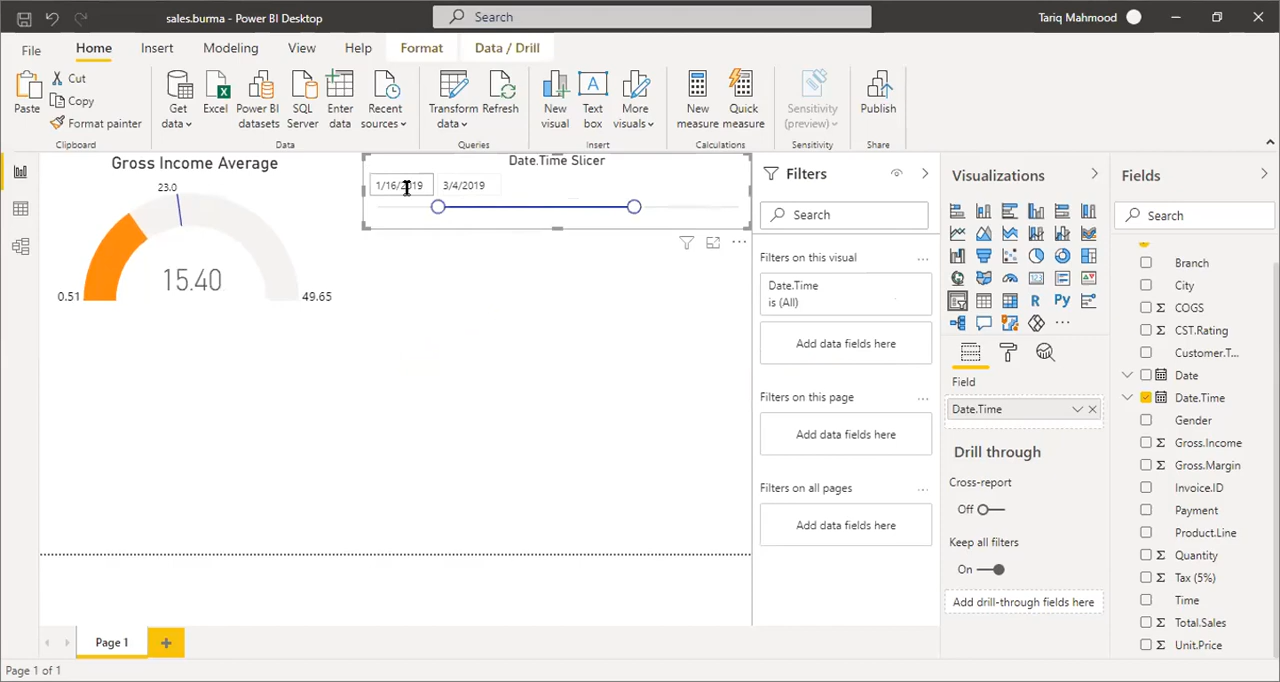 sales.burma - Power BI Desktop
Search
Tariq Mahmood
File
Home
Insert
Modeling
View
Help
Format
Data / Drill
Paste
Cut
Copy
Format painter
Clipboard
Get data
Excel
Power BI datasets
SQL Server
Enter data
Recent sources
Data
Transform data
Refresh
Queries
New visual
Text box
More visuals
Insert
New measure
Quick measure
Calculations
Sensitivity (preview)
Sensitivity
Publish
Share
Gross Income Average
23.0
15.40
0.51
49.65
Date.Time Slicer
1/16/2019
3/4/2019
Filters
Search
Filters on this visual
Date.Time
is (All)
Add data fields here
Filters on this page
Add data fields here
Filters on all pages
Add data fields here
Visualizations
R
Py
Field
Date.Time
Drill through
Cross-report
Off
Keep all filters
On
Add drill-through fields here
Fields
Search
Branch
City
COGS
CST.Rating
Customer.T...
Date
Date.Time
Gender
Gross.Income
Gross.Margin
Invoice.ID
Payment
Product.Line
Quantity
Tax (5%)
Time
Total.Sales
Unit.Price
Page 1
Page 1 of 1